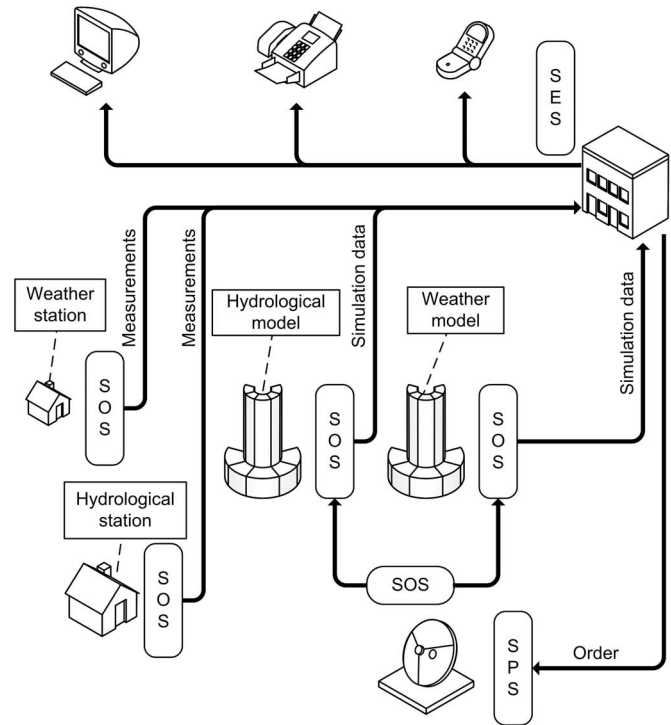 S
E
S
Measurements
Measurements
Simulation data
Simulation data
Weather
station
Hydrological
model
Weather
model
S
O
S
S
O
S
S
O
S
Hydrological
station
S
O
S
SOS
S
P
S
Order